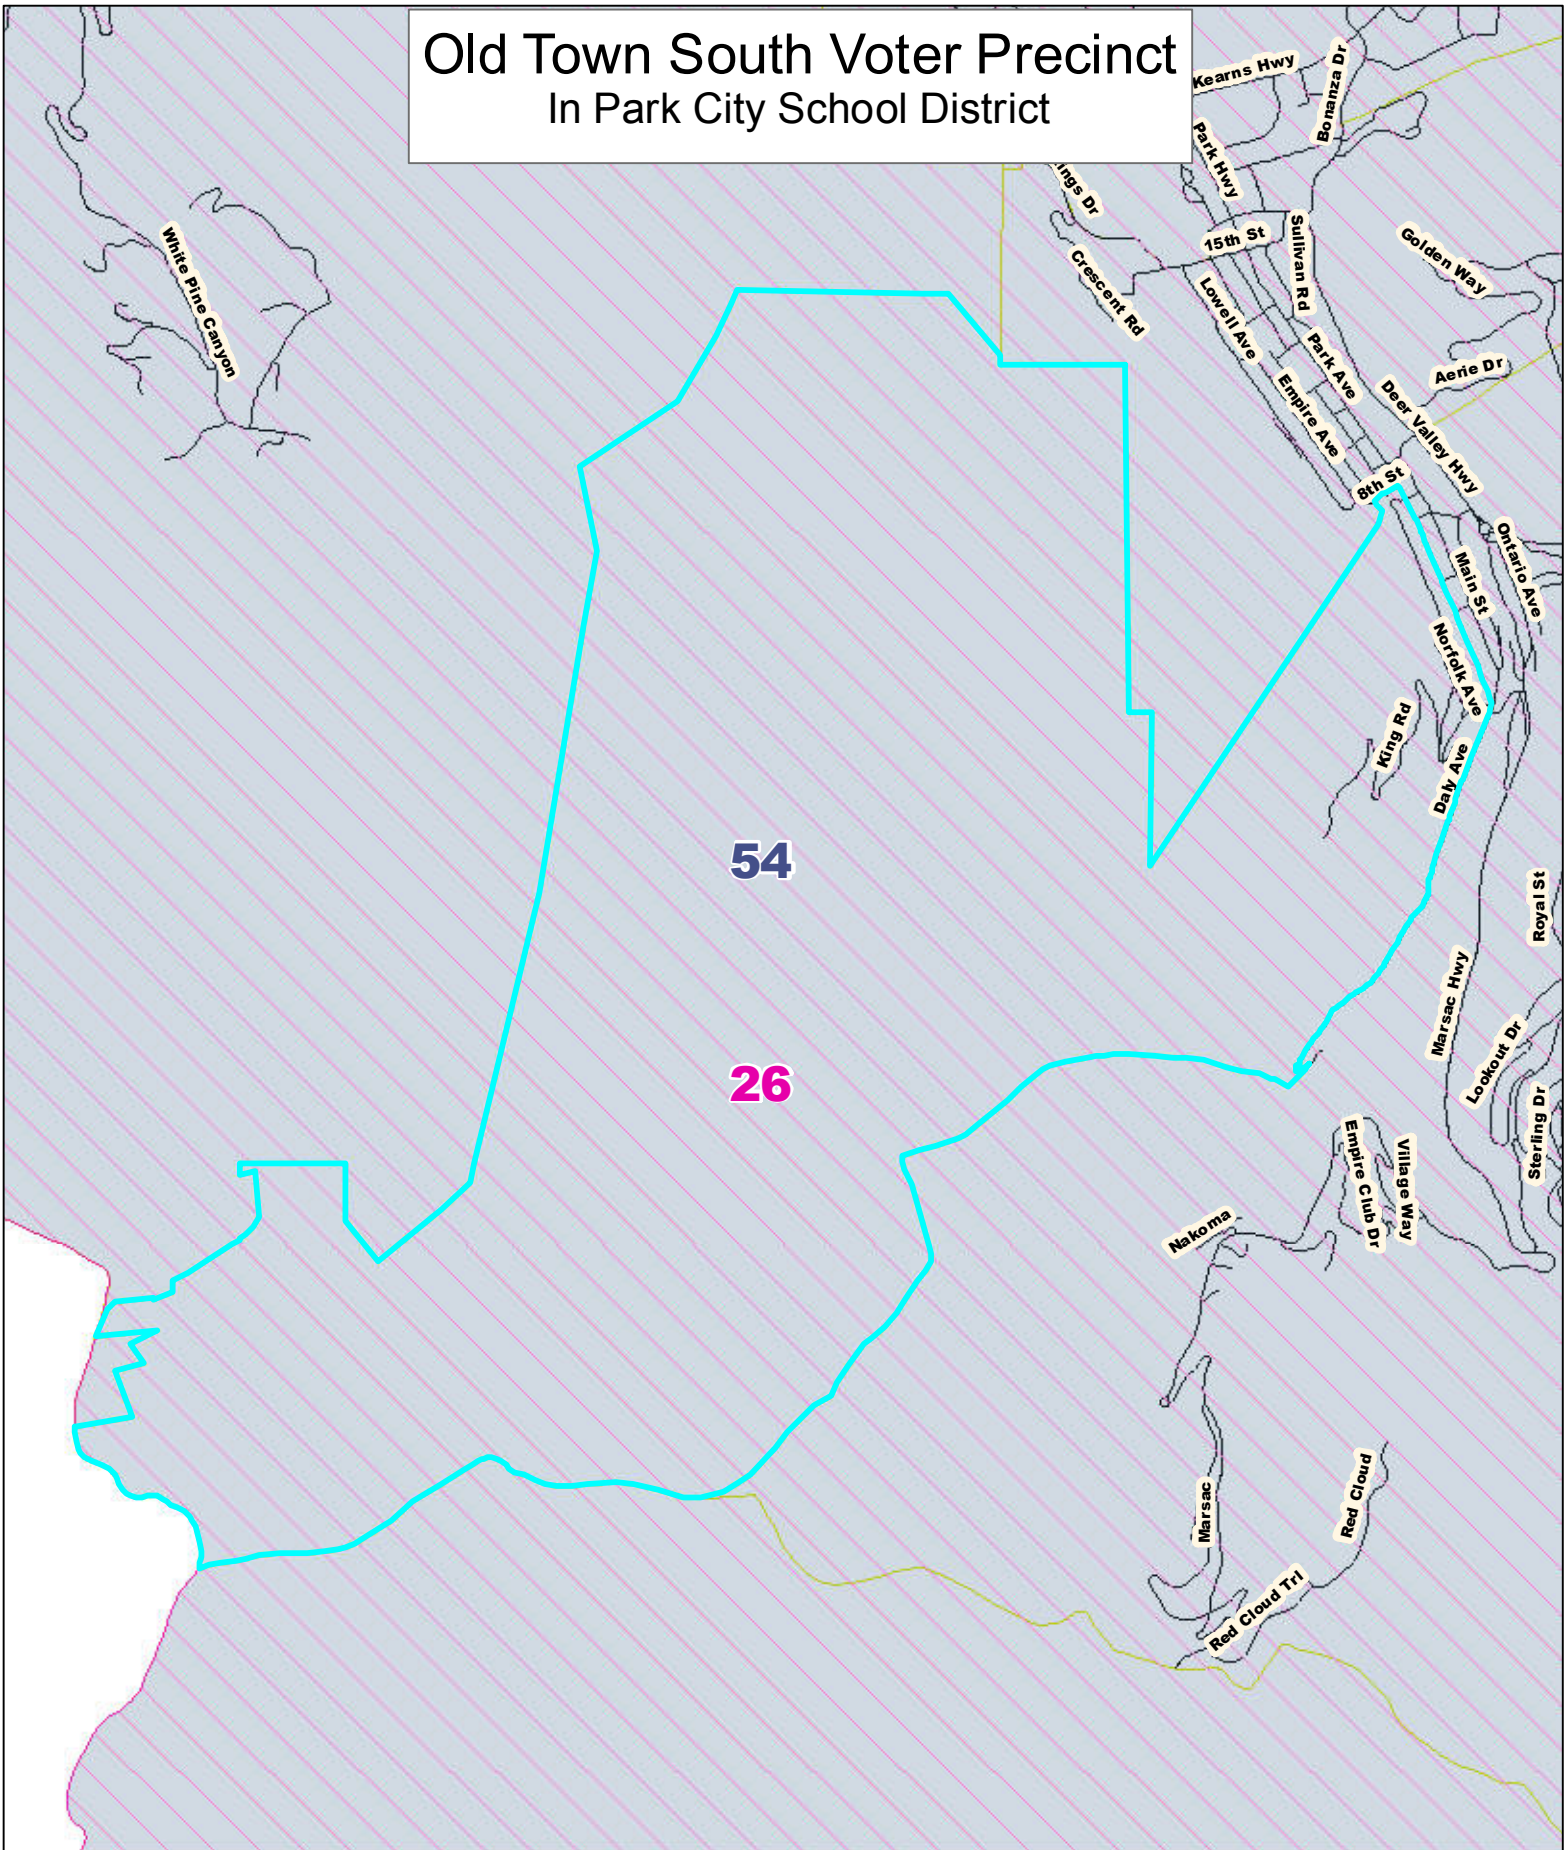 Old Town South Voter Precinct
In Park City School District
Kearns Hwy
Bonanza Dr
Park Hwy
ings Dr
15th St
Sullivan Rd
Golden Way
Crescent Rd
White Pine Canyon
Lowell Ave
Park Ave
Aerie Dr
Empire Ave
Deer Valley Hwy
8th St
Ontario Ave
Main St
Norfolk Ave
King Rd
Daly Ave
54
Royal St
Marsac Hwy
26
Lookout Dr
Sterling Dr
Empire Club Dr
Village Way
Nakoma
Marsac
Red Cloud
Red Cloud Trl